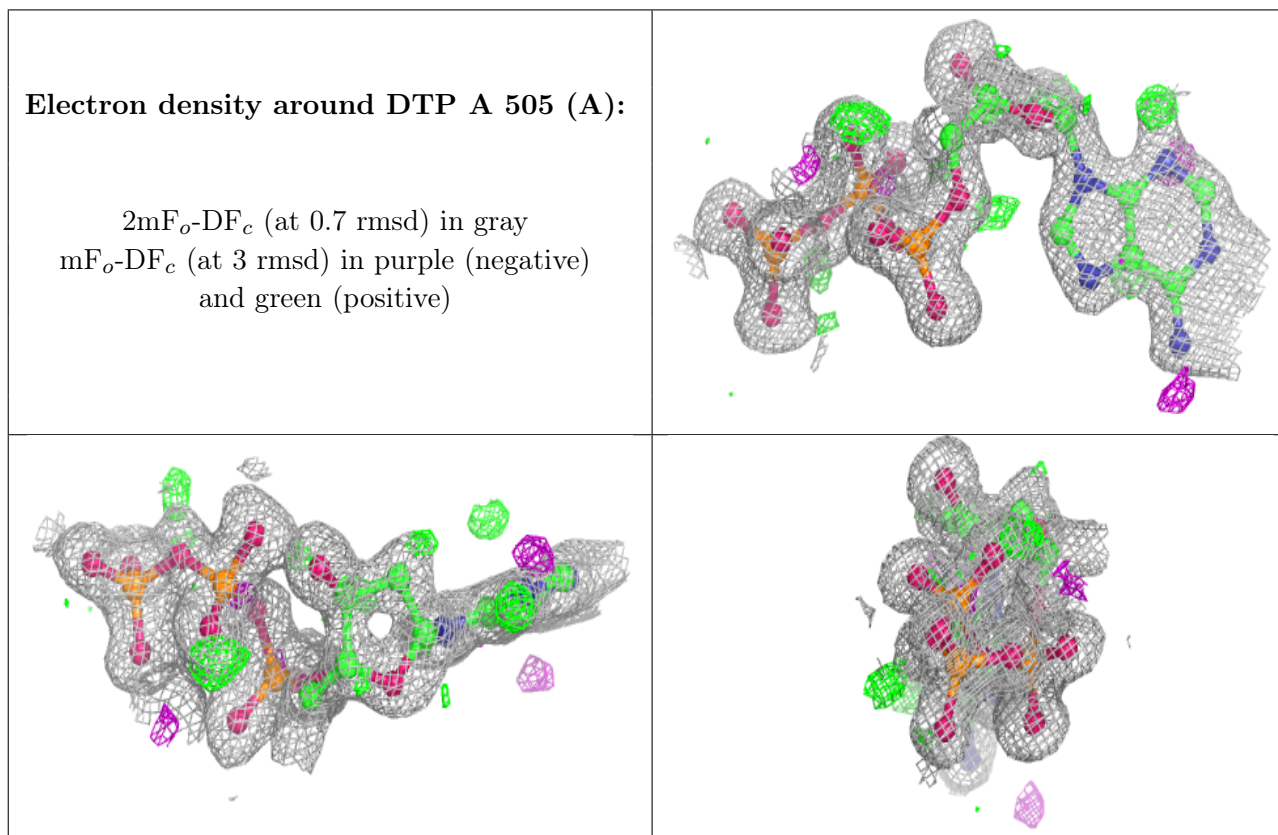 Electron density around DTP A 505 (A):
2mFo-DFc (at 0.7 rmsd) in gray
mFo-DFc (at 3 rmsd) in purple (negative)
and green (positive)